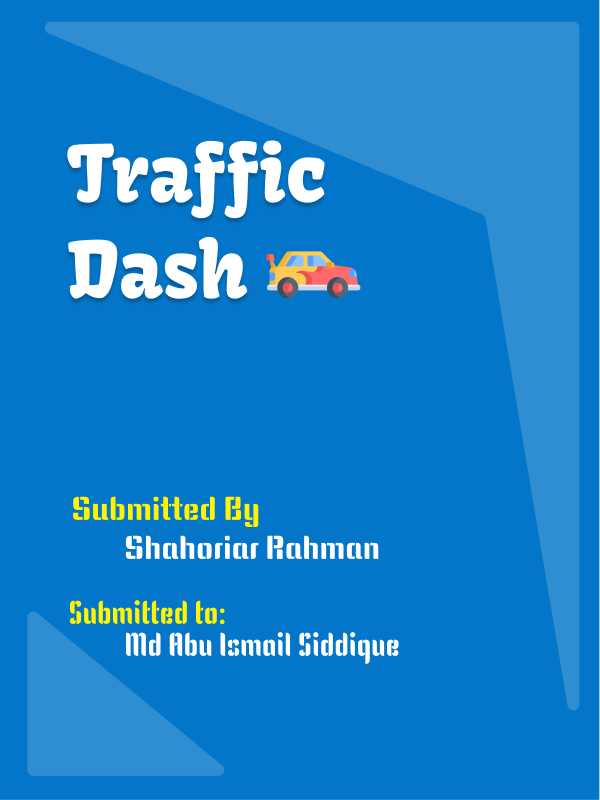 Traffic
Dash
Submitted By
Shahoriar Rahman
Submitted to:
Md Abu Ismail Siddique